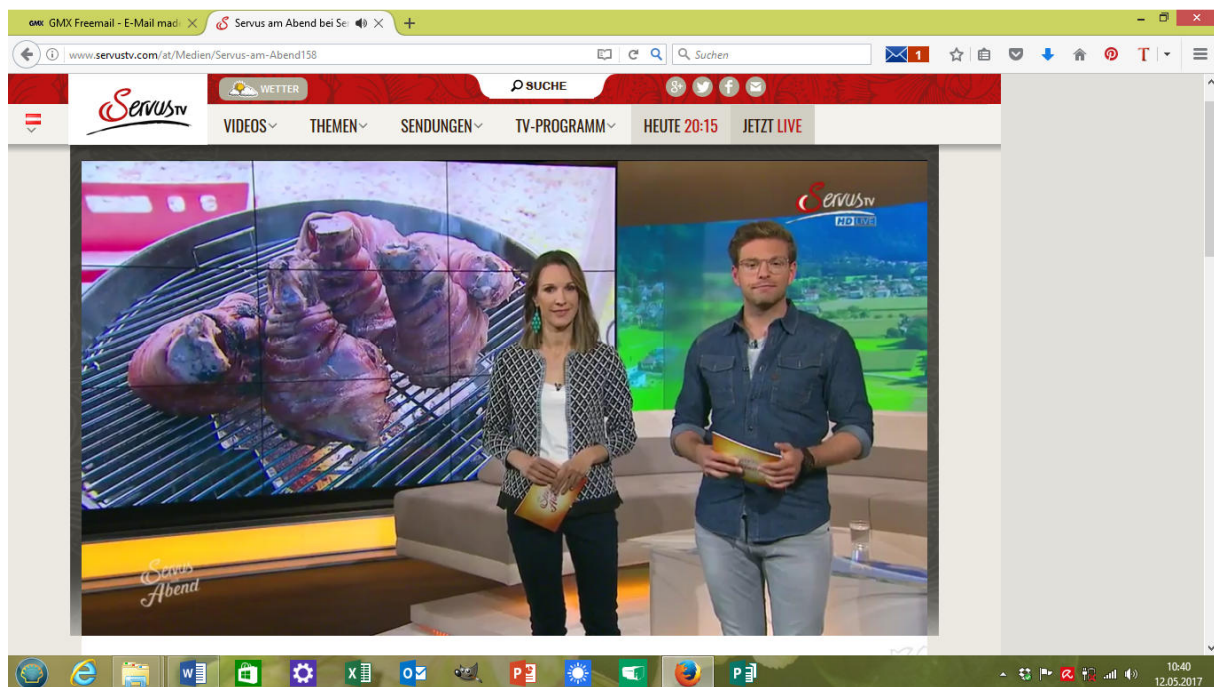 GMX GMX Freemail - E-Mail mad
Servus am Abend bei Se
www.servustv.com/at/Medien/Servus-am-Abend158
Suchen
1
T
WETTER
SUCHE
g+
f
Servus TV
VIDEOS
THEMEN
SENDUNGEN
TV-PROGRAMM
HEUTE 20:15
JETZT LIVE
Servus TV
HD LIVE
Servus
Abend
10:40
12.05.2017